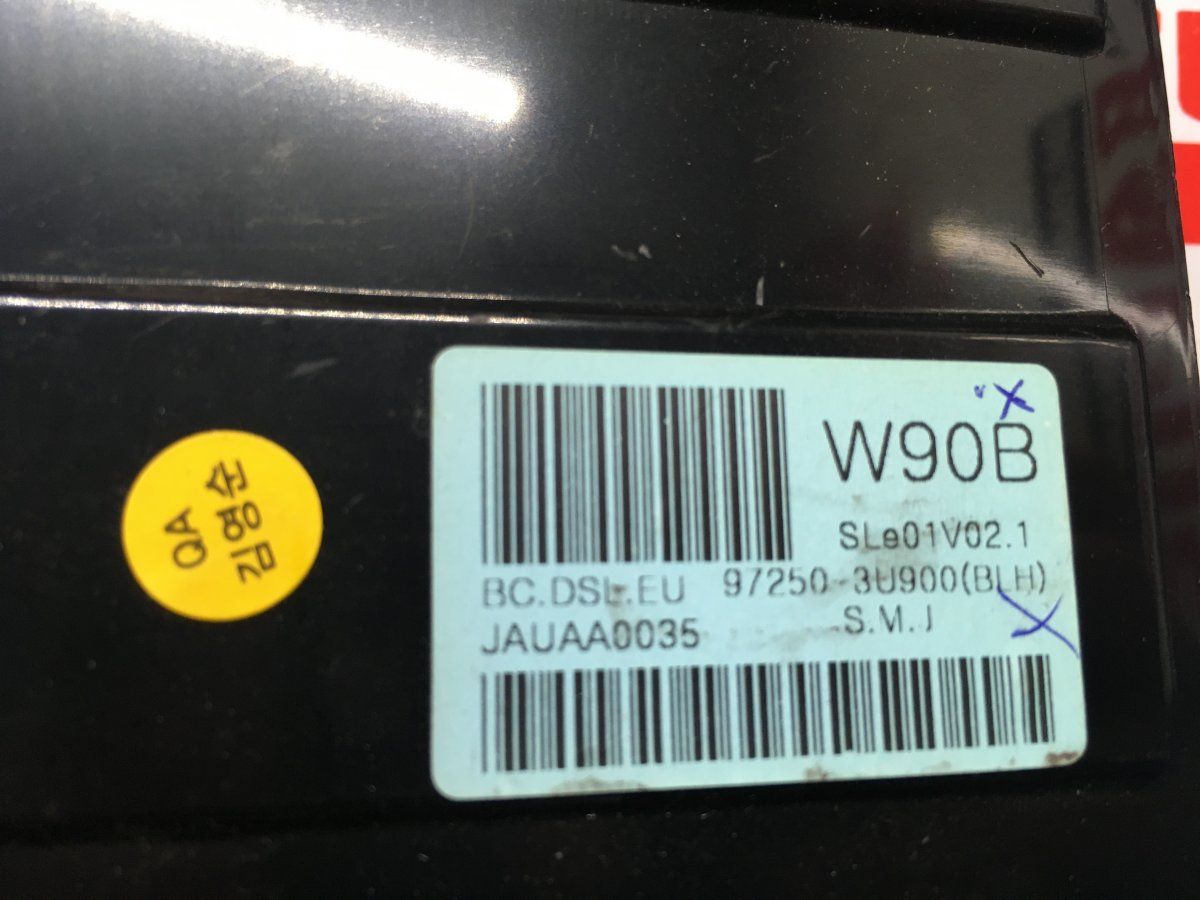 QA
김영순
W90B
SLe01V02.1
BC.DSL.EU 97250-3U900(BLH)
JAUAA0035 S.M.J